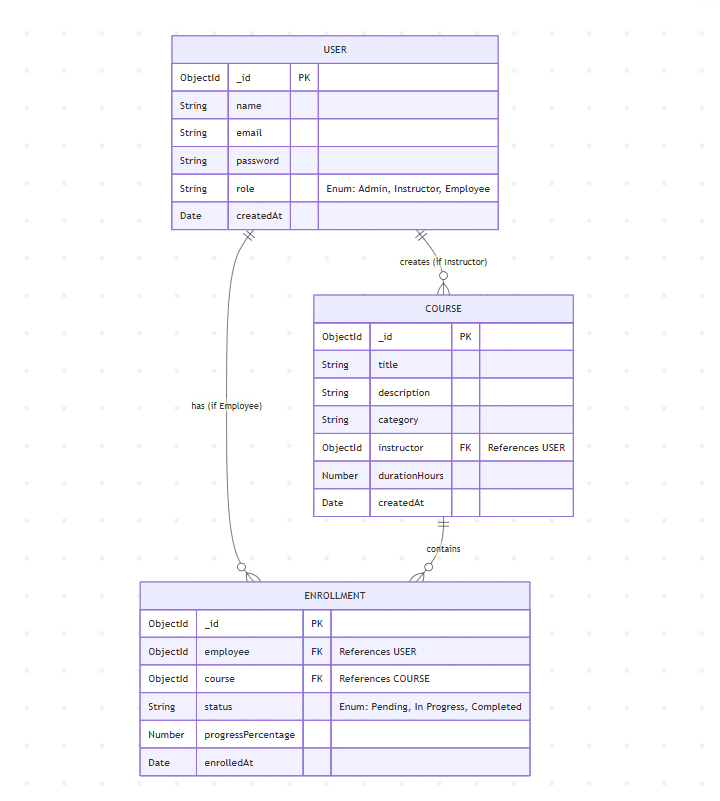 USER
ObjectId _id PK
String name
String email
String password
String role Enum: Admin, Instructor, Employee
Date createdAt
creates (if Instructor)
COURSE
ObjectId _id PK
String title
String description
has (if Employee)
String category
ObjectId instructor FK References USER
Number durationHours
Date createdAt
contains
ENROLLMENT
ObjectId _id PK
ObjectId employee FK References USER
ObjectId course FK References COURSE
String status Enum: Pending, In Progress, Completed
Number progressPercentage
Date enrolledAt